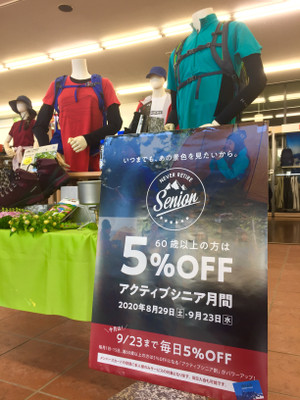 いつまでも、あの景色を見たいから。
NEVER RETIRE
Senion
60歳以上の方は
5%OFF
アクティブシニア月間
2020年8月29日土-9月23日水
9/23まで毎日5%OFF